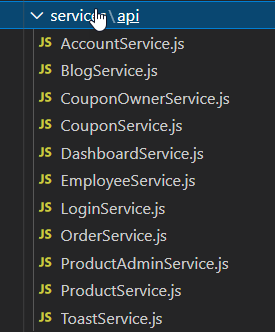 \api
JS AccountService.js
JS BlogService.js
JS CouponOwnerService.js
JS CouponService.js
JS DashboardService.js
JS EmployeeService.js
JS LoginService.js
JS OrderService.js
JS ProductAdminService.js
JS ProductService.js
JS ToastService.js